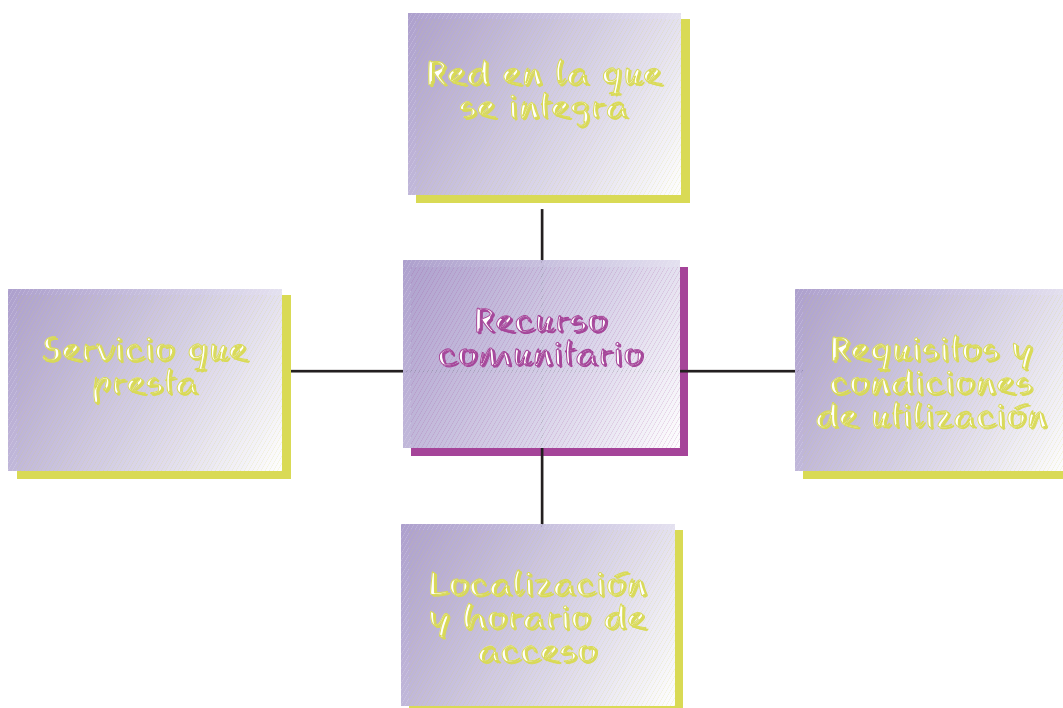 Red en la que
se integra
Servicio que
presta
Recurso
comunitario
Requisitos y
condiciones
de utilización
Localización
y horario de
acceso